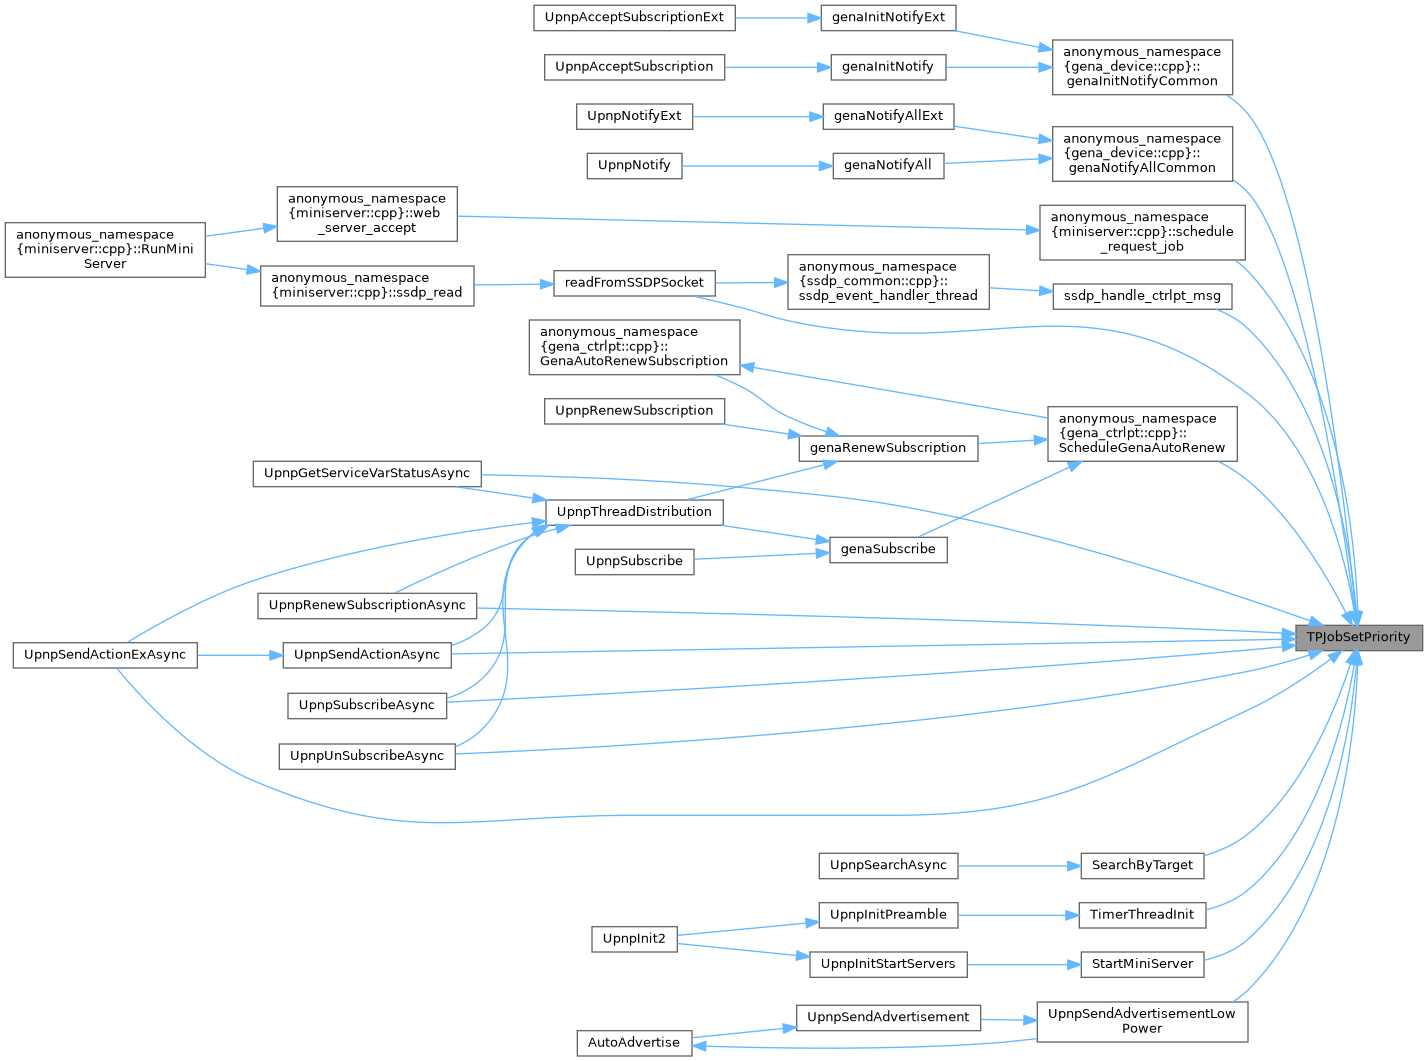 UpnpAcceptSubscriptionExt
genaInitNotifyExt
anonymous_namespace
{gena_device::cpp}::
genaInitNotifyCommon
UpnpAcceptSubscription
genaInitNotify
UpnpNotifyExt
genaNotifyAllExt
anonymous_namespace
{gena_device::cpp}::
genaNotifyAllCommon
UpnpNotify
genaNotifyAll
anonymous_namespace
{miniserver::cpp}::web
_server_accept
anonymous_namespace
{miniserver::cpp}::schedule
_request_job
anonymous_namespace
{miniserver::cpp}::RunMini
Server
anonymous_namespace
{miniserver::cpp}::ssdp_read
readFromSSDPSocket
anonymous_namespace
{ssdp_common::cpp}::
ssdp_event_handler_thread
ssdp_handle_ctrlpt_msg
anonymous_namespace
{gena_ctrlpt::cpp}::
GenaAutoRenewSubscription
UpnpRenewSubscription
anonymous_namespace
{gena_ctrlpt::cpp}::
ScheduleGenaAutoRenew
genaRenewSubscription
UpnpGetServiceVarStatusAsync
UpnpThreadDistribution
genaSubscribe
UpnpSubscribe
UpnpRenewSubscriptionAsync
TPJobSetPriority
UpnpSendActionExAsync
UpnpSendActionAsync
UpnpSubscribeAsync
UpnpUnSubscribeAsync
UpnpSearchAsync
SearchByTarget
UpnpInitPreamble
TimerThreadInit
UpnpInit2
UpnpInitStartServers
StartMiniServer
UpnpSendAdvertisement
UpnpSendAdvertisementLow
Power
AutoAdvertise